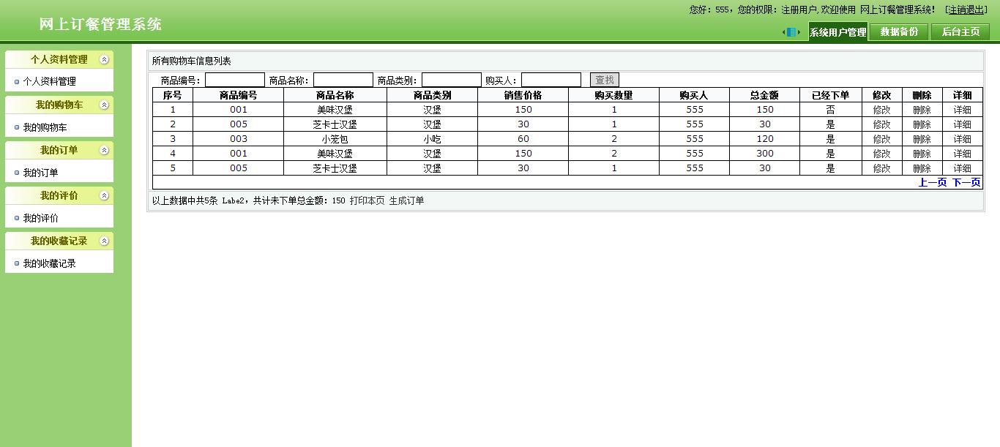 您好：555，您的权限：注册用户,欢迎使用 网上订餐管理系统！ [注销退出]
网上订餐管理系统
系统用户管理 数据备份 后台主页
个人资料管理
个人资料管理
我的购物车
我的购物车
我的订单
我的订单
我的评价
我的评价
我的收藏记录
我的收藏记录
所有购物车信息列表
商品编号： 商品名称： 商品类别： 购买人： 查找
序号 商品编号 商品名称 商品类别 销售价格 购买数量 购买人 总金额 已经下单 修改 删除 详细
1 001 美味汉堡 汉堡 150 1 555 150 否 修改 删除 详细
2 005 芝卡士汉堡 汉堡 30 1 555 30 是 修改 删除 详细
3 003 小笼包 小吃 60 2 555 120 是 修改 删除 详细
4 001 美味汉堡 汉堡 150 2 555 300 是 修改 删除 详细
5 005 芝卡士汉堡 汉堡 30 1 555 30 是 修改 删除 详细
上一页 下一页
以上数据中共5条 Labe2，共计未下单总金额：150 打印本页 生成订单